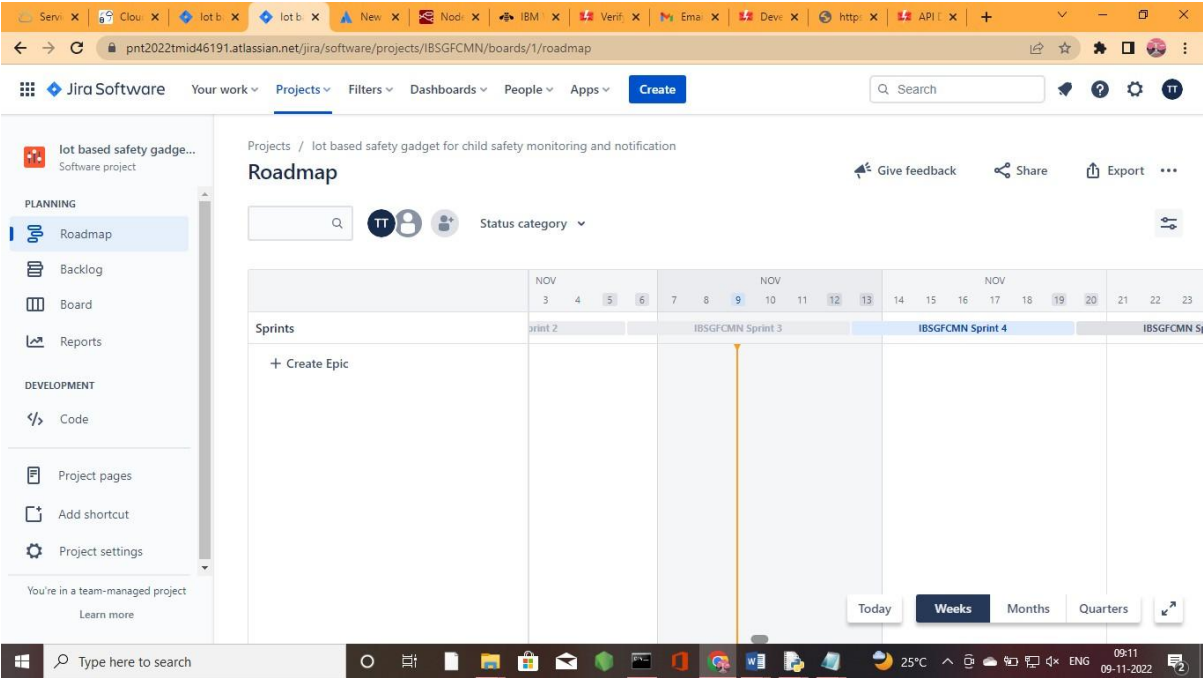 Servi
Clou
Iot b
Iot b
New
Node
IBM
Verif
Emai
Deve
http:
API D
pnt2022tmid46191.atlassian.net/jira/software/projects/IBSGFCMN/boards/1/roadmap
Jira Software Your work Projects Filters Dashboards People Apps Create Search TT
Iot based safety gadge...
Software project
PLANNING
Roadmap
Backlog
Board
Reports
DEVELOPMENT
Code
Project pages
Add shortcut
Project settings
You're in a team-managed project
Learn more
Projects / Iot based safety gadget for child safety monitoring and notification
Roadmap
Give feedback Share Export
TT Status category
NOV NOV NOV
3 4 5 6 7 8 9 10 11 12 13 14 15 16 17 18 19 20 21 22 23
Sprints print 2 IBSGFCMN Sprint 3 IBSGFCMN Sprint 4 IBSGFCMN Sp
+ Create Epic
Today Weeks Months Quarters
Type here to search
25°C ENG
09:11
09-11-2022
2